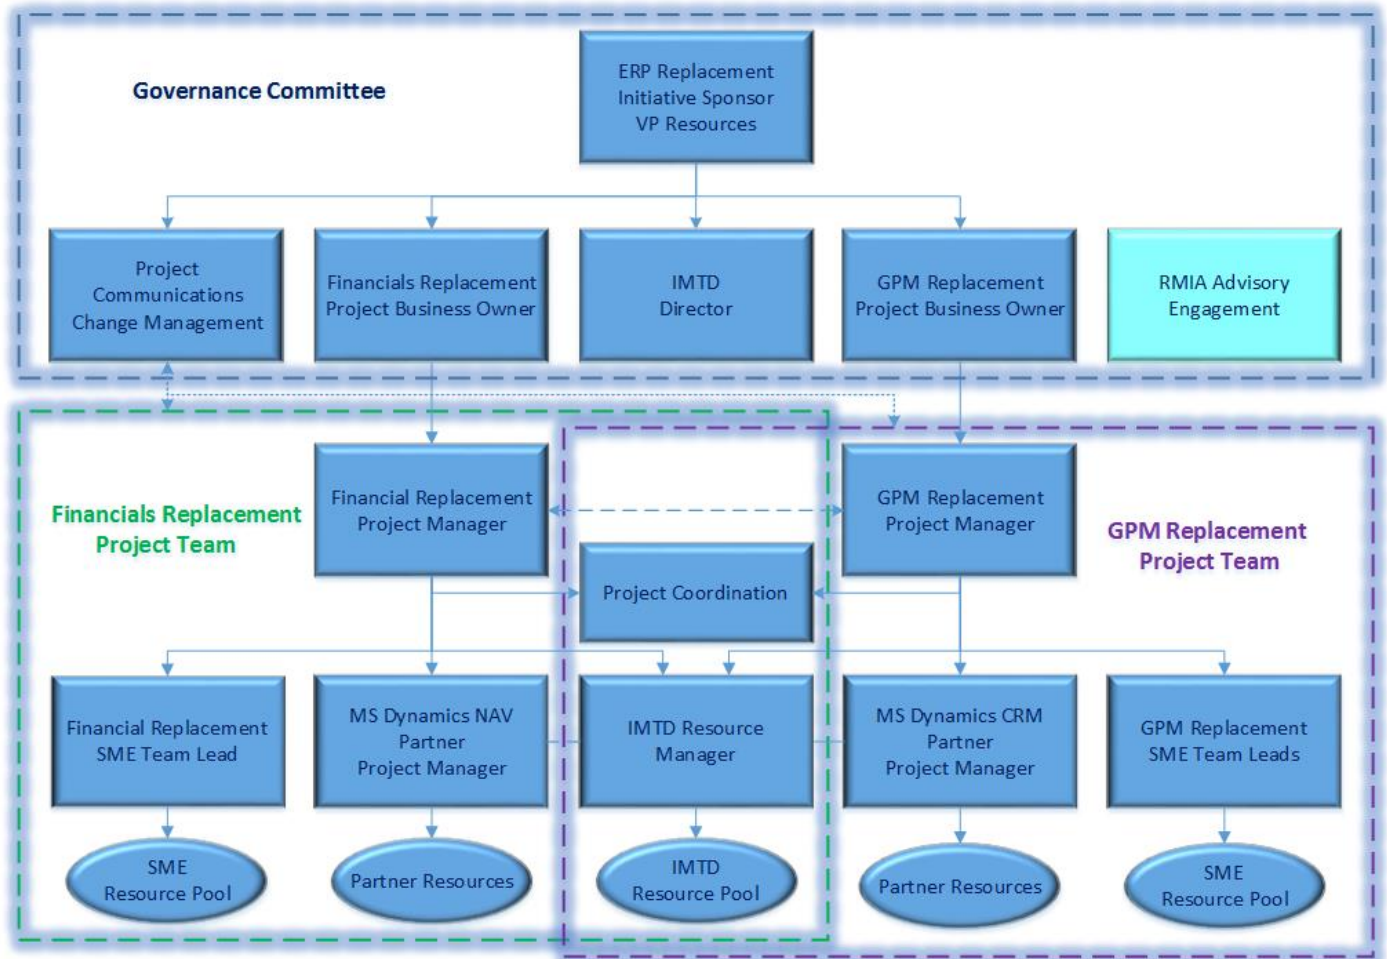 Governance Committee
ERP Replacement
Initiative Sponsor
VP Resources
Project
Communications
Change Management
Financials Replacement
Project Business Owner
IMTD
Director
GPM Replacement
Project Business Owner
RMIA Advisory
Engagement
Financials Replacement
Project Team
Financial Replacement
Project Manager
GPM Replacement
Project Manager
GPM Replacement
Project Team
Project Coordination
Financial Replacement
SME Team Lead
MS Dynamics NAV
Partner
Project Manager
IMTD Resource
Manager
MS Dynamics CRM
Partner
Project Manager
GPM Replacement
SME Team Leads
SME
Resource Pool
Partner Resources
IMTD
Resource Pool
Partner Resources
SME
Resource Pool